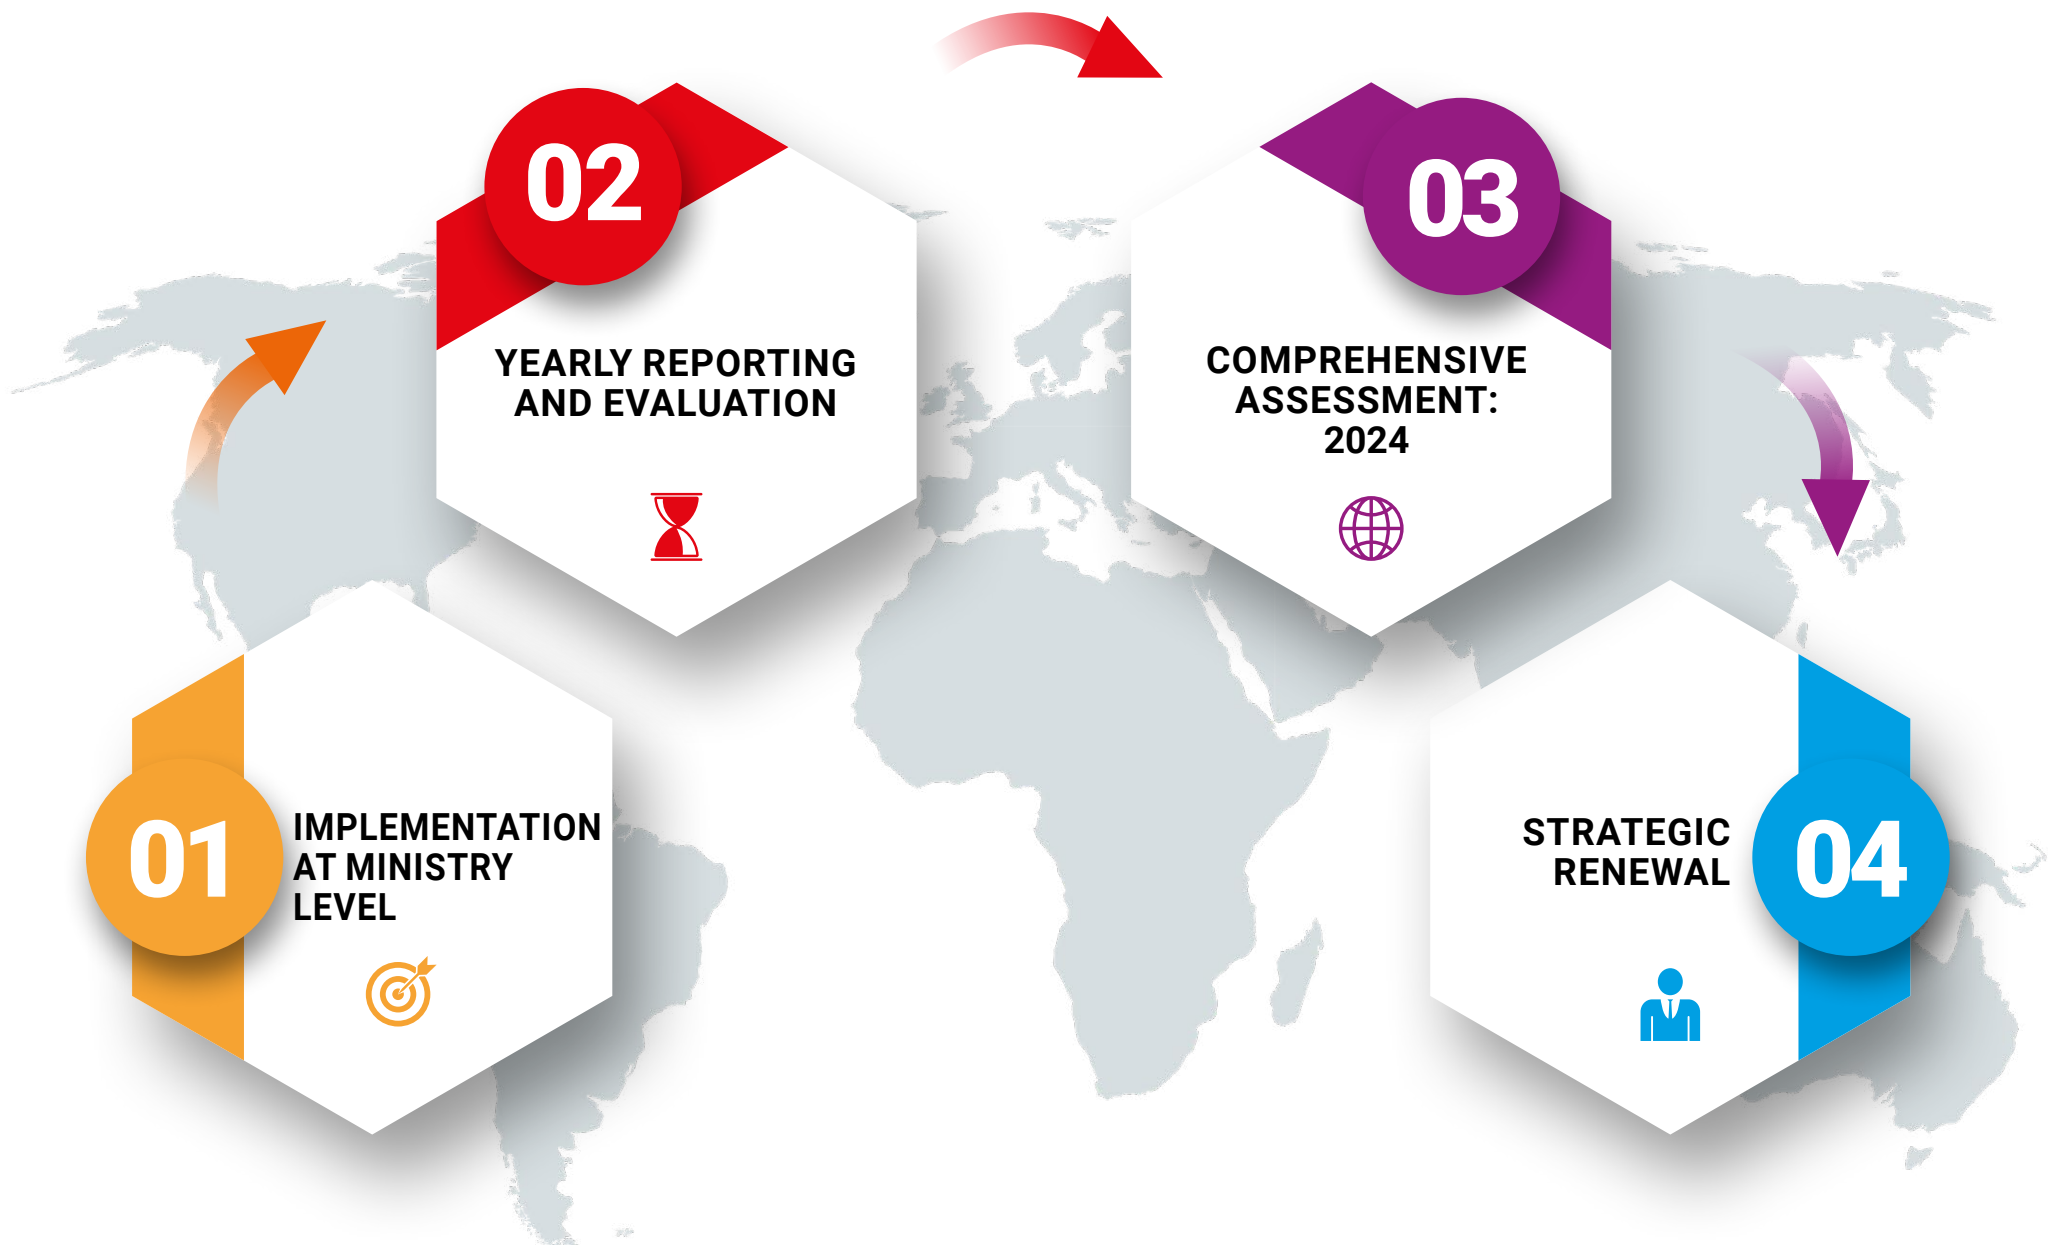 01
IMPLEMENTATION
AT MINISTRY
LEVEL
02
YEARLY REPORTING
AND EVALUATION
03
COMPREHENSIVE
ASSESSMENT:
2024
04
STRATEGIC
RENEWAL